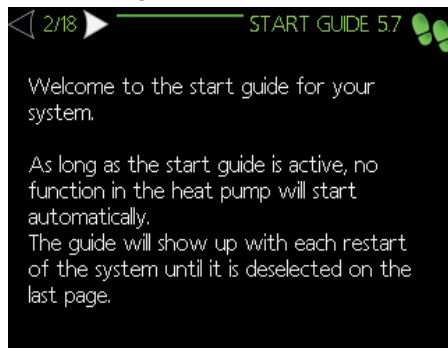 2/18 START GUIDE 5.7
Welcome to the start guide for your
system.
As long as the start guide is active, no
function in the heat pump will start
automatically.
The guide will show up with each restart
of the system until it is deselected on the
last page.